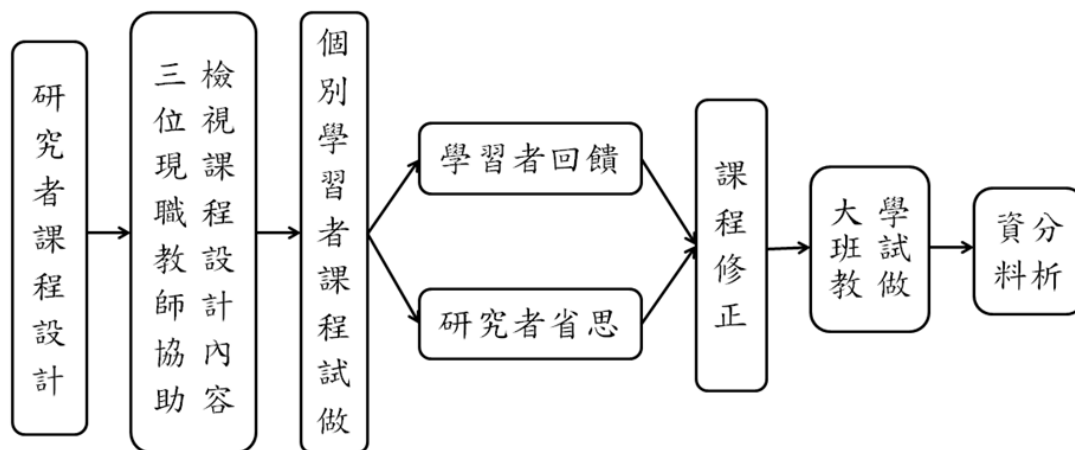 研究者課程設計
三位現職教師協助
檢視課程設計內容
個別學習者課程試做
學習者回饋
研究者省思
課程修正
大班教
學試做
資料
分析